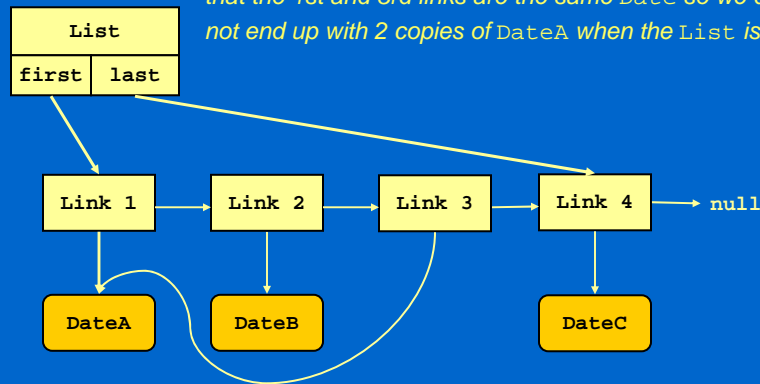 that the 1st and 3rd links are the same Date so we
not end up with 2 copies of DateA when the List is
List
first last
Link 1 Link 2 Link 3 Link 4 null
DateA DateB DateC